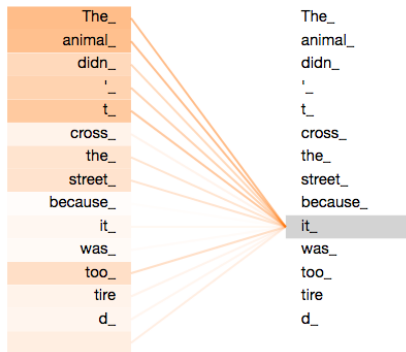 The_ The_
animal_ animal_
didn_ didn_
'_ '_
t_ t_
cross_ cross_
the_ the_
street_ street_
because_ because_
it_ it_
was_ was_
too_ too_
tire tire
d_ d_